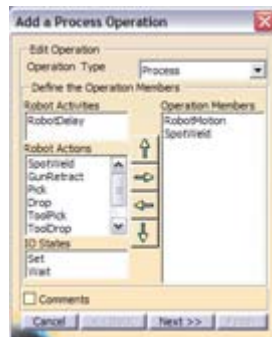 Add a Process Operation
Edit Operation
Operation Type
Process
Define the Operation Members
Robot Activities
RobotDelay
Robot Actions
SpotWeld
GunRetract
Pick
Drop
ToolPick
ToolDrop
IO States
Set
Wait
Operation Members
RobotMotion
SpotWeld
Comments
Cancel
Next >>